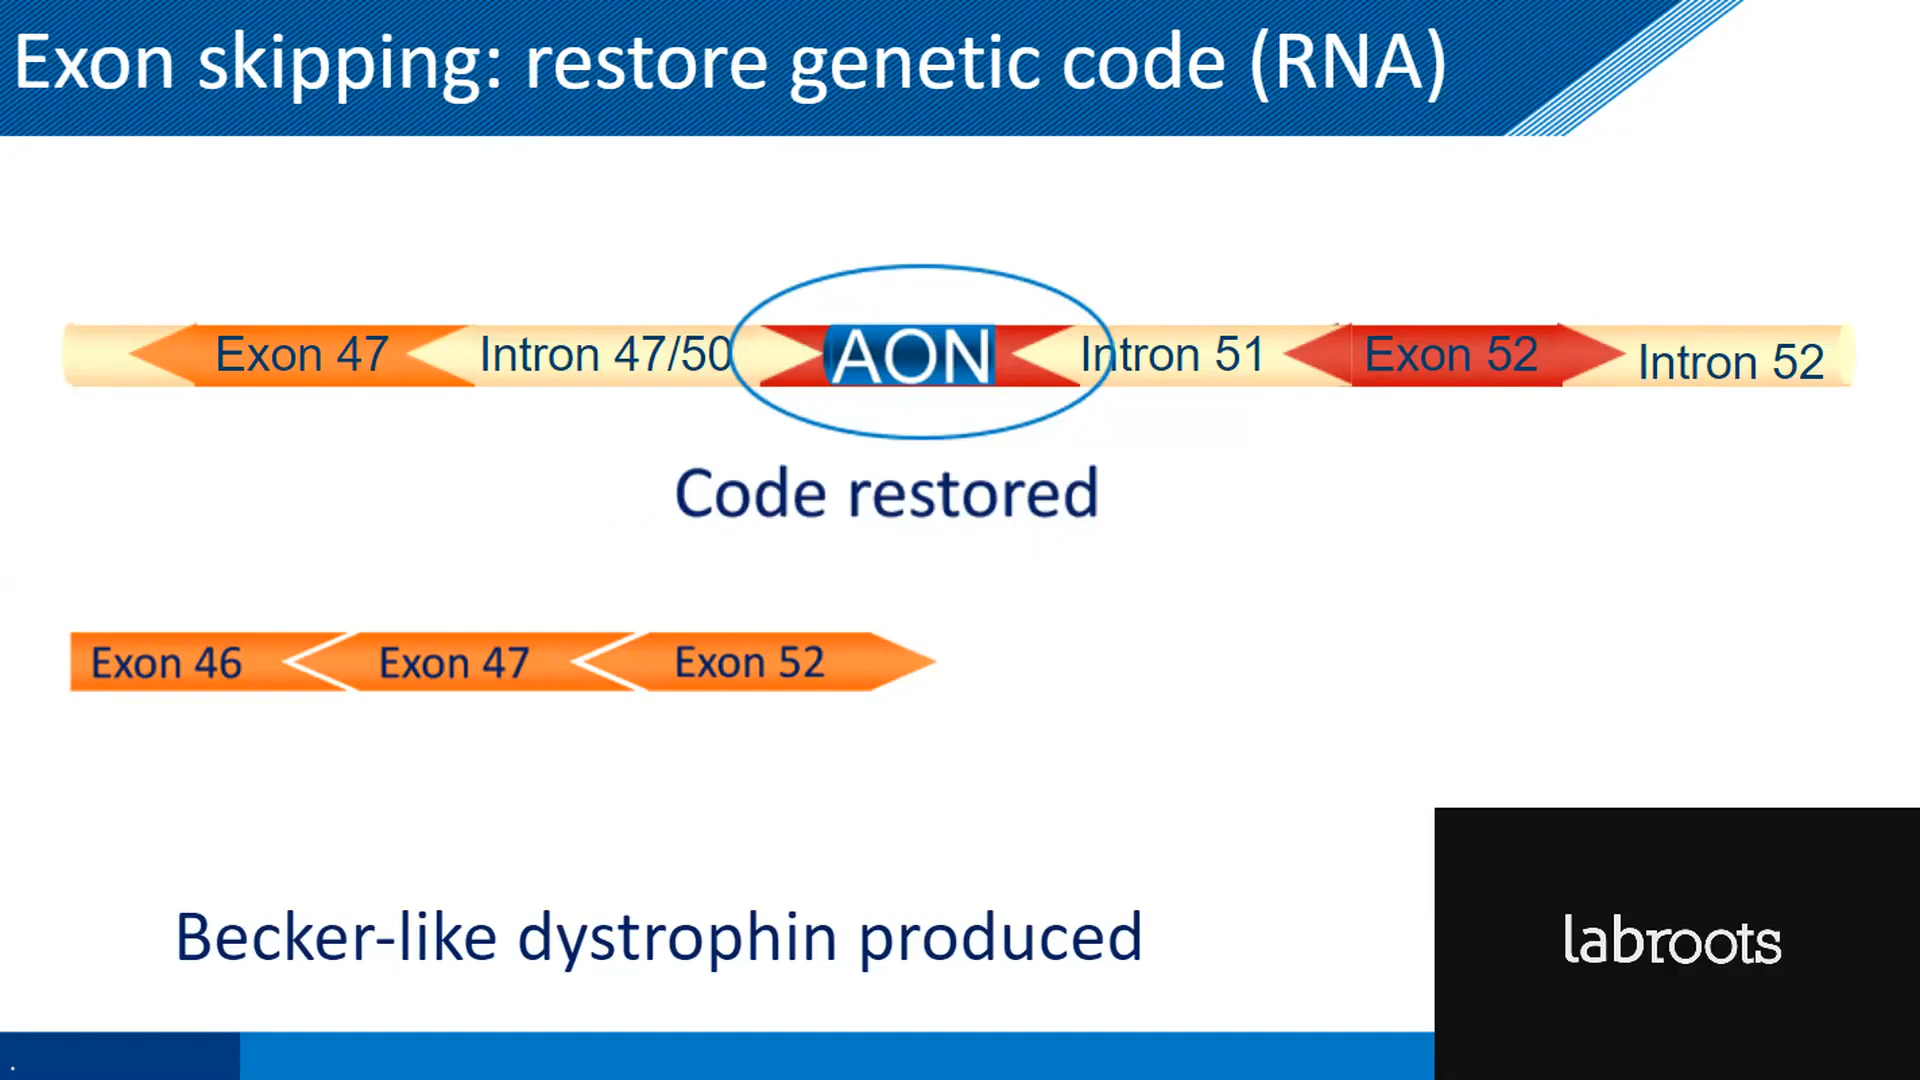 Exon skipping: restore genetic code (RNA)
Exon 47 Intron 47/50 AON Intron 51 Exon 52 Intron 52
Code restored
Exon 46 Exon 47 Exon 52
Becker-like dystrophin produced
labroots